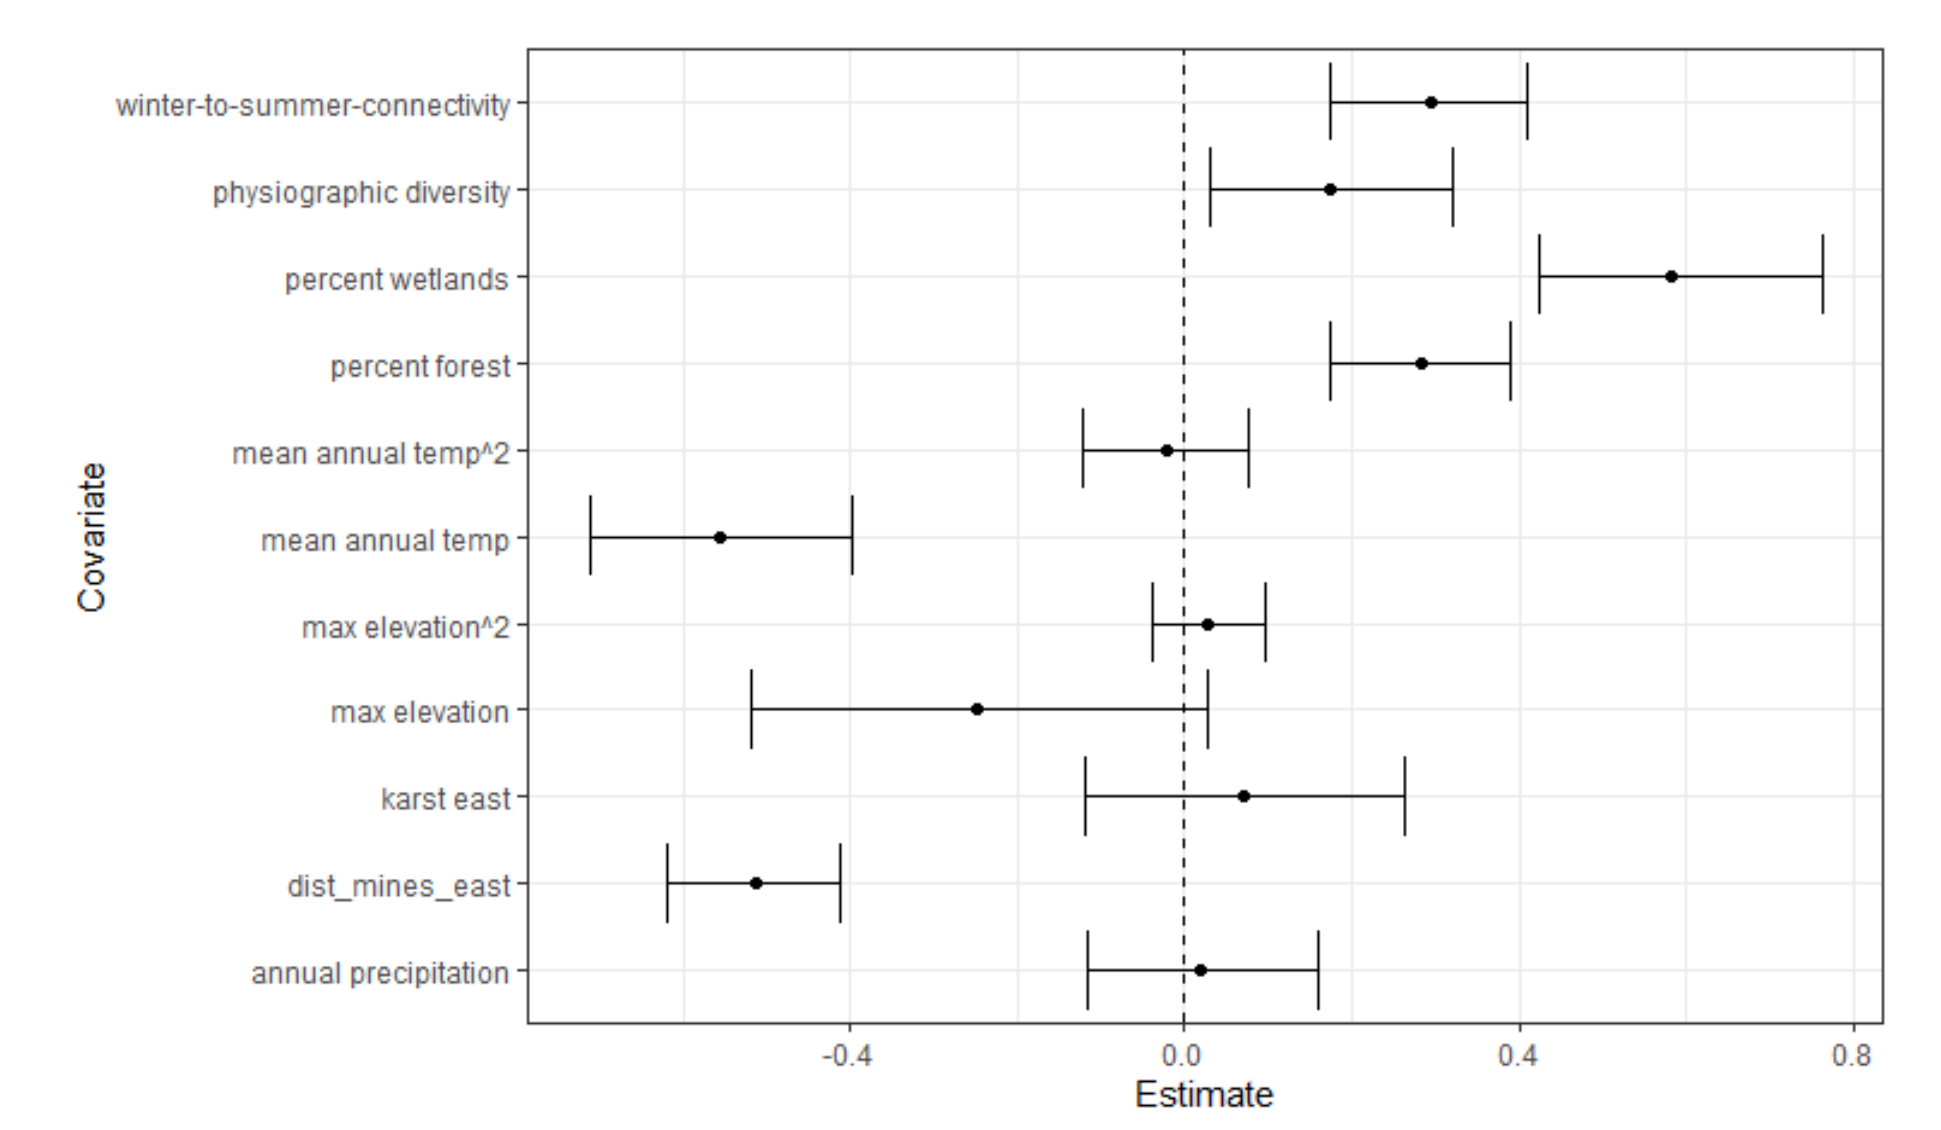 winter-to-summer-connectivity
physiographic diversity
percent wetlands
percent forest
mean annual temp^2
mean annual temp
max elevation^2
max elevation
karst east
dist_mines_east
annual precipitation
Covariate
-0.4 0.0 0.4 0.8
Estimate